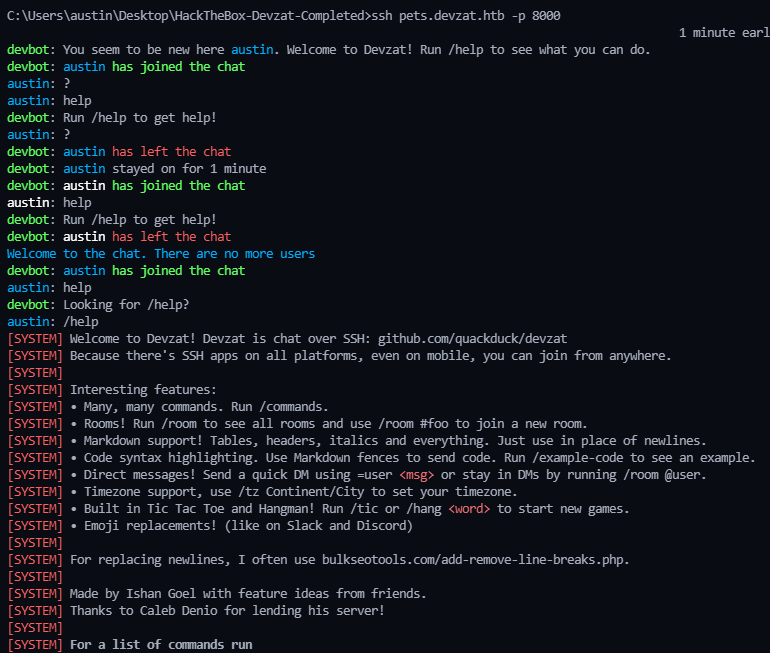 C:\Users\austin\Desktop\HackTheBox-Devzat-Completed>ssh pets.devzat.htb -p 8000
1 minute earl
devbot: You seem to be new here austin. Welcome to Devzat! Run /help to see what you can do.
devbot: austin has joined the chat
austin: ?
austin: help
devbot: Run /help to get help!
austin: ?
devbot: austin has left the chat
devbot: austin stayed on for 1 minute
devbot: austin has joined the chat
austin: help
devbot: Run /help to get help!
devbot: austin has left the chat
Welcome to the chat. There are no more users
devbot: austin has joined the chat
austin: help
devbot: Looking for /help?
austin: /help
[SYSTEM] Welcome to Devzat! Devzat is chat over SSH: github.com/quackduck/devzat
[SYSTEM] Because there's SSH apps on all platforms, even on mobile, you can join from anywhere.
[SYSTEM]
[SYSTEM] Interesting features:
[SYSTEM] • Many, many commands. Run /commands.
[SYSTEM] • Rooms! Run /room to see all rooms and use /room #foo to join a new room.
[SYSTEM] • Markdown support! Tables, headers, italics and everything. Just use in place of newlines.
[SYSTEM] • Code syntax highlighting. Use Markdown fences to send code. Run /example-code to see an example.
[SYSTEM] • Direct messages! Send a quick DM using =user <msg> or stay in DMs by running /room @user.
[SYSTEM] • Timezone support, use /tz Continent/City to set your timezone.
[SYSTEM] • Built in Tic Tac Toe and Hangman! Run /tic or /hang <word> to start new games.
[SYSTEM] • Emoji replacements! (like on Slack and Discord)
[SYSTEM]
[SYSTEM] For replacing newlines, I often use bulkseotools.com/add-remove-line-breaks.php.
[SYSTEM]
[SYSTEM] Made by Ishan Goel with feature ideas from friends.
[SYSTEM] Thanks to Caleb Denio for lending his server!
[SYSTEM]
[SYSTEM] For a list of commands run